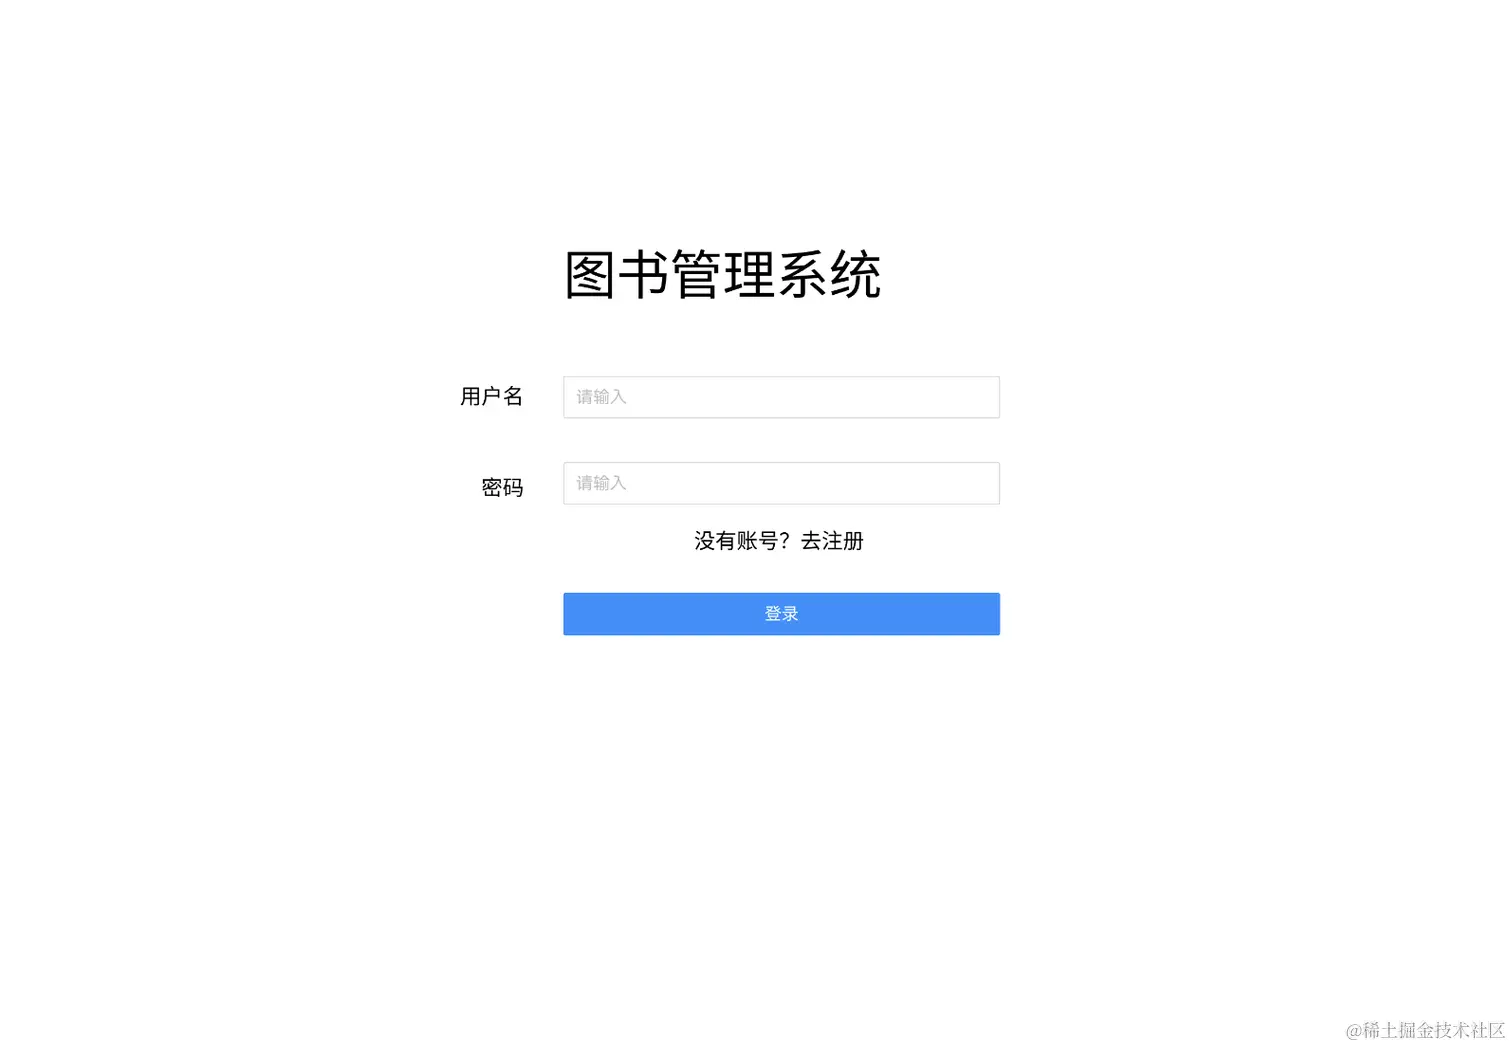 图书管理系统
用户名 请输入
密码 请输入
没有账号？去注册
登录
@稀土掘金技术社区